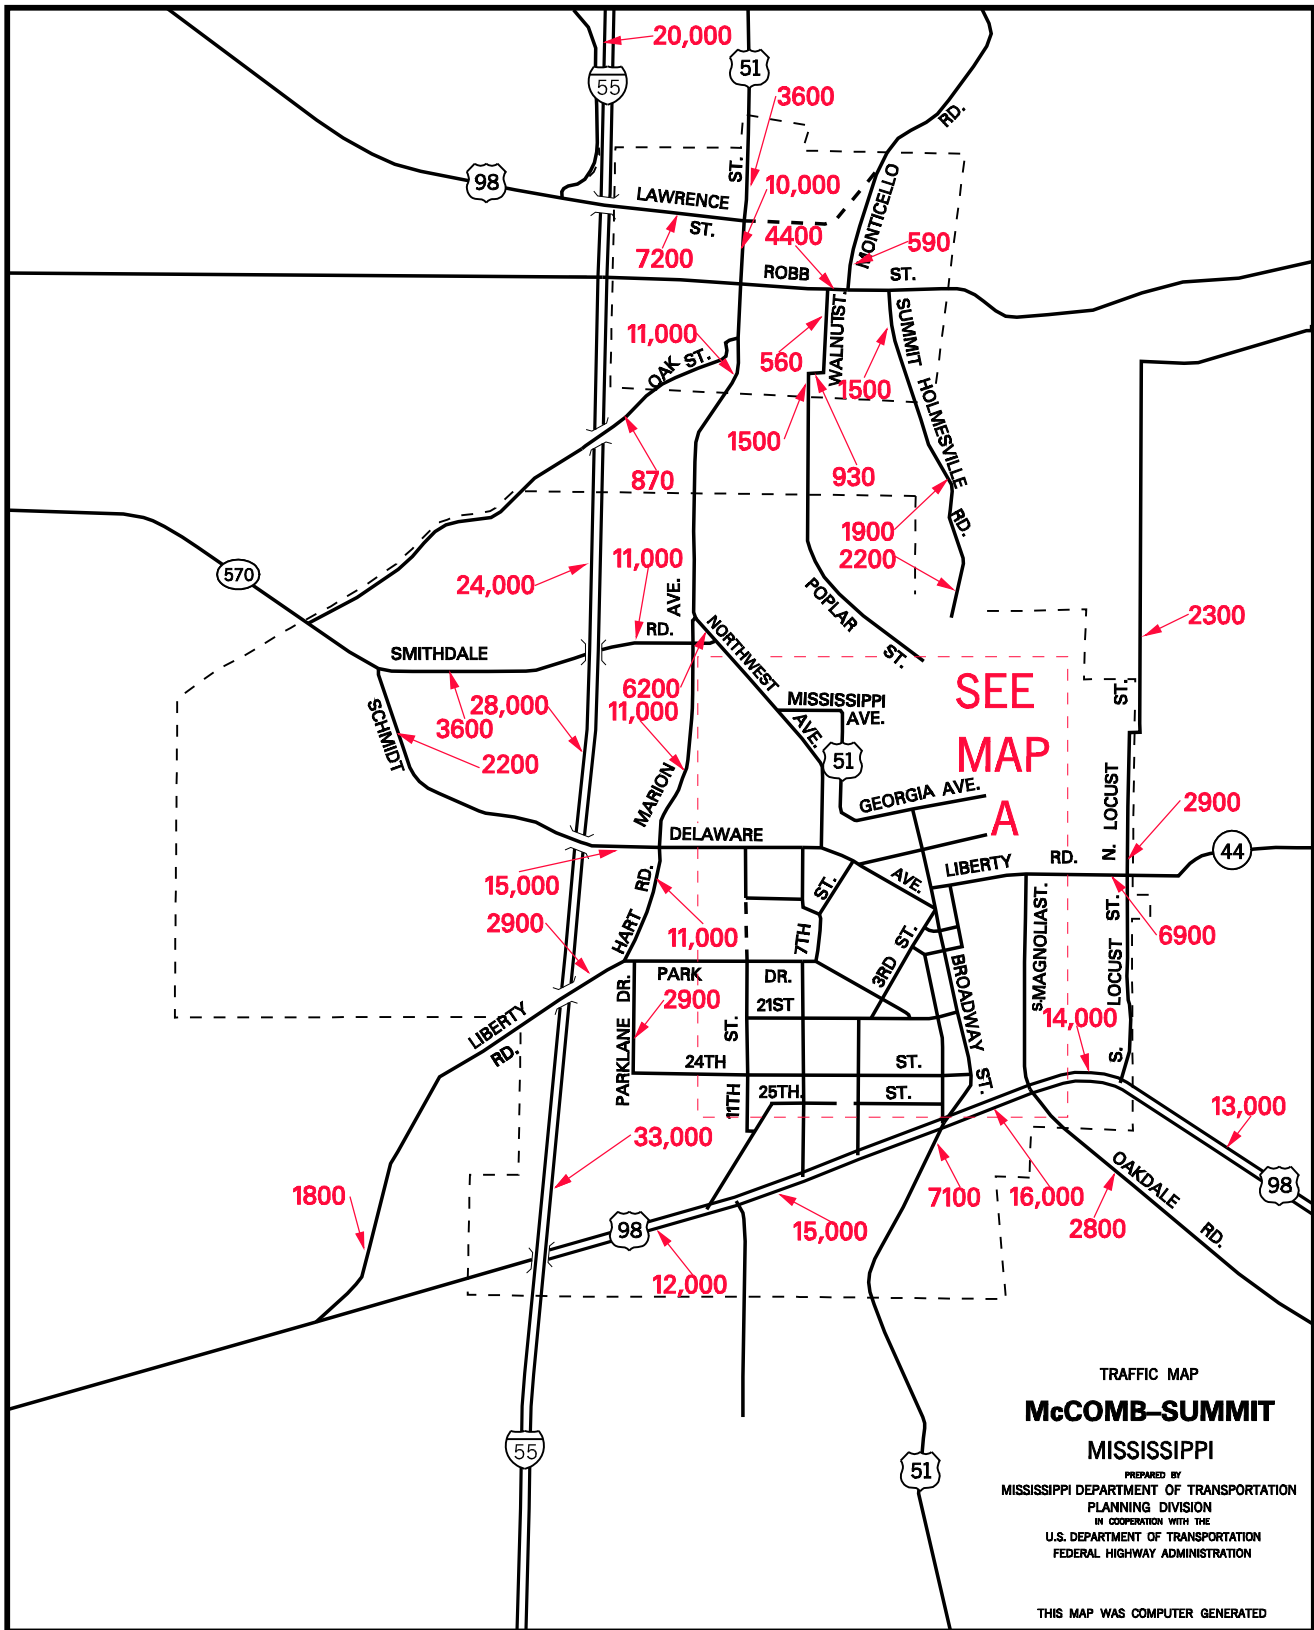 20,000
51
55
3600
RD.
ST.
98
10,000
LAWRENCE
ST.
MONTICELLO
4400
590
7200
ROBB
ST.
11,000
WALNUT ST.
SUMMIT HOLMESVILLE
RD.
OAK ST.
560
1500
1500
870
930
1900
2200
11,000
570
24,000
AVE.
POPLAR
ST.
2300
RD.
NORTHWEST
AVE.
SMITHDALE
6200
SEE
MAP
A
ST.
28,000
11,000
MISSISSIPPI
AVE.
SCHMIDT
3600
2200
51
MARION
GEORGIA AVE.
N. LOCUST
2900
DELAWARE
44
LIBERTY
RD.
15,000
HART RD.
ST.
AVE.
S. MAGNOLIA ST.
LOCUST ST.
S.
2900
11,000
7TH
3RD ST.
6900
PARK
DR.
BROADWAY
ST.
PARKLANE DR.
2900
21ST
14,000
LIBERTY
RD.
ST.
11TH
24TH
ST.
25TH.
ST.
13,000
33,000
OAKDALE
RD.
1800
7100
16,000
98
98
15,000
2800
12,000
55
51
TRAFFIC MAP
McCOMB–SUMMIT
MISSISSIPPI
PREPARED BY
MISSISSIPPI DEPARTMENT OF TRANSPORTATION
PLANNING DIVISION
IN COOPERATION WITH THE
U.S. DEPARTMENT OF TRANSPORTATION
FEDERAL HIGHWAY ADMINISTRATION
THIS MAP WAS COMPUTER GENERATED